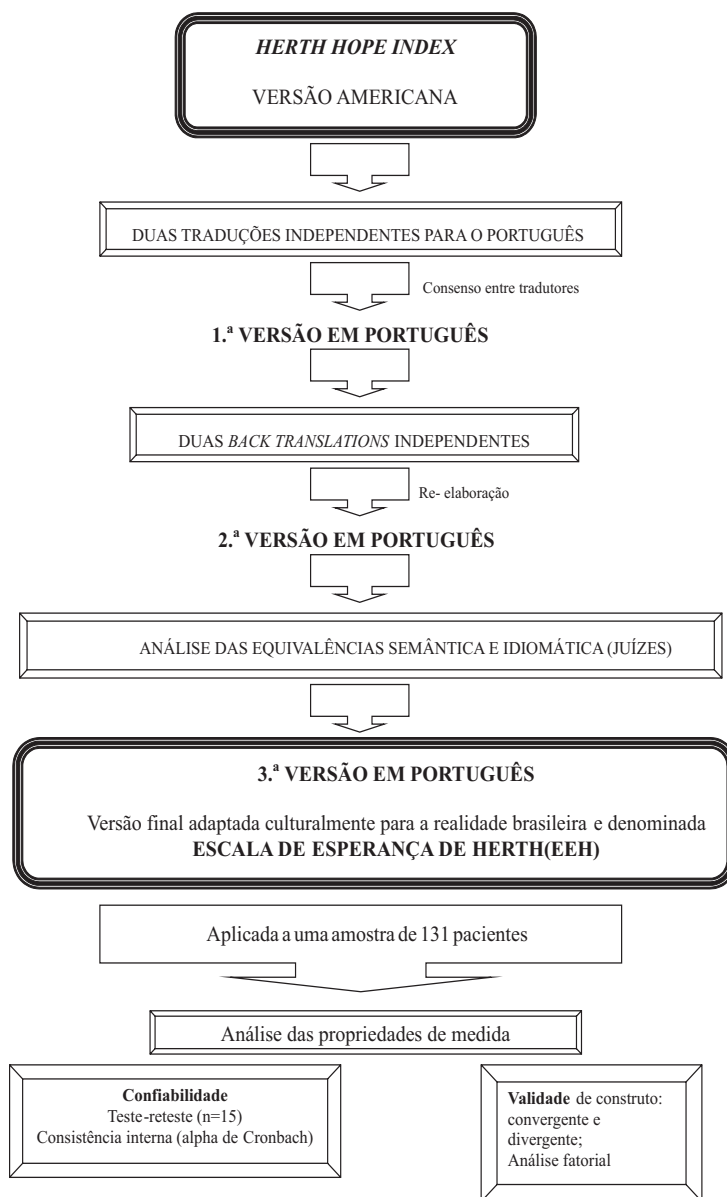 HERTH HOPE INDEX
VERSÃO AMERICANA
DUAS TRADUÇÕES INDEPENDENTES PARA O PORTUGUÊS
Consenso entre tradutores
1.ª VERSÃO EM PORTUGUÊS
DUAS BACK TRANSLATIONS INDEPENDENTES
Re- elaboração
2.ª VERSÃO EM PORTUGUÊS
ANÁLISE DAS EQUIVALÊNCIAS SEMÂNTICA E IDIOMÁTICA (JUÍZES)
3.ª VERSÃO EM PORTUGUÊS
Versão final adaptada culturalmente para a realidade brasileira e denominada
ESCALA DE ESPERANÇA DE HERTH(EEH)
Aplicada a uma amostra de 131 pacientes
Análise das propriedades de medida
Confiabilidade
Teste-reteste (n=15)
Consistência interna (alpha de Cronbach)
Validade de construto:
convergente e
divergente;
Análise fatorial